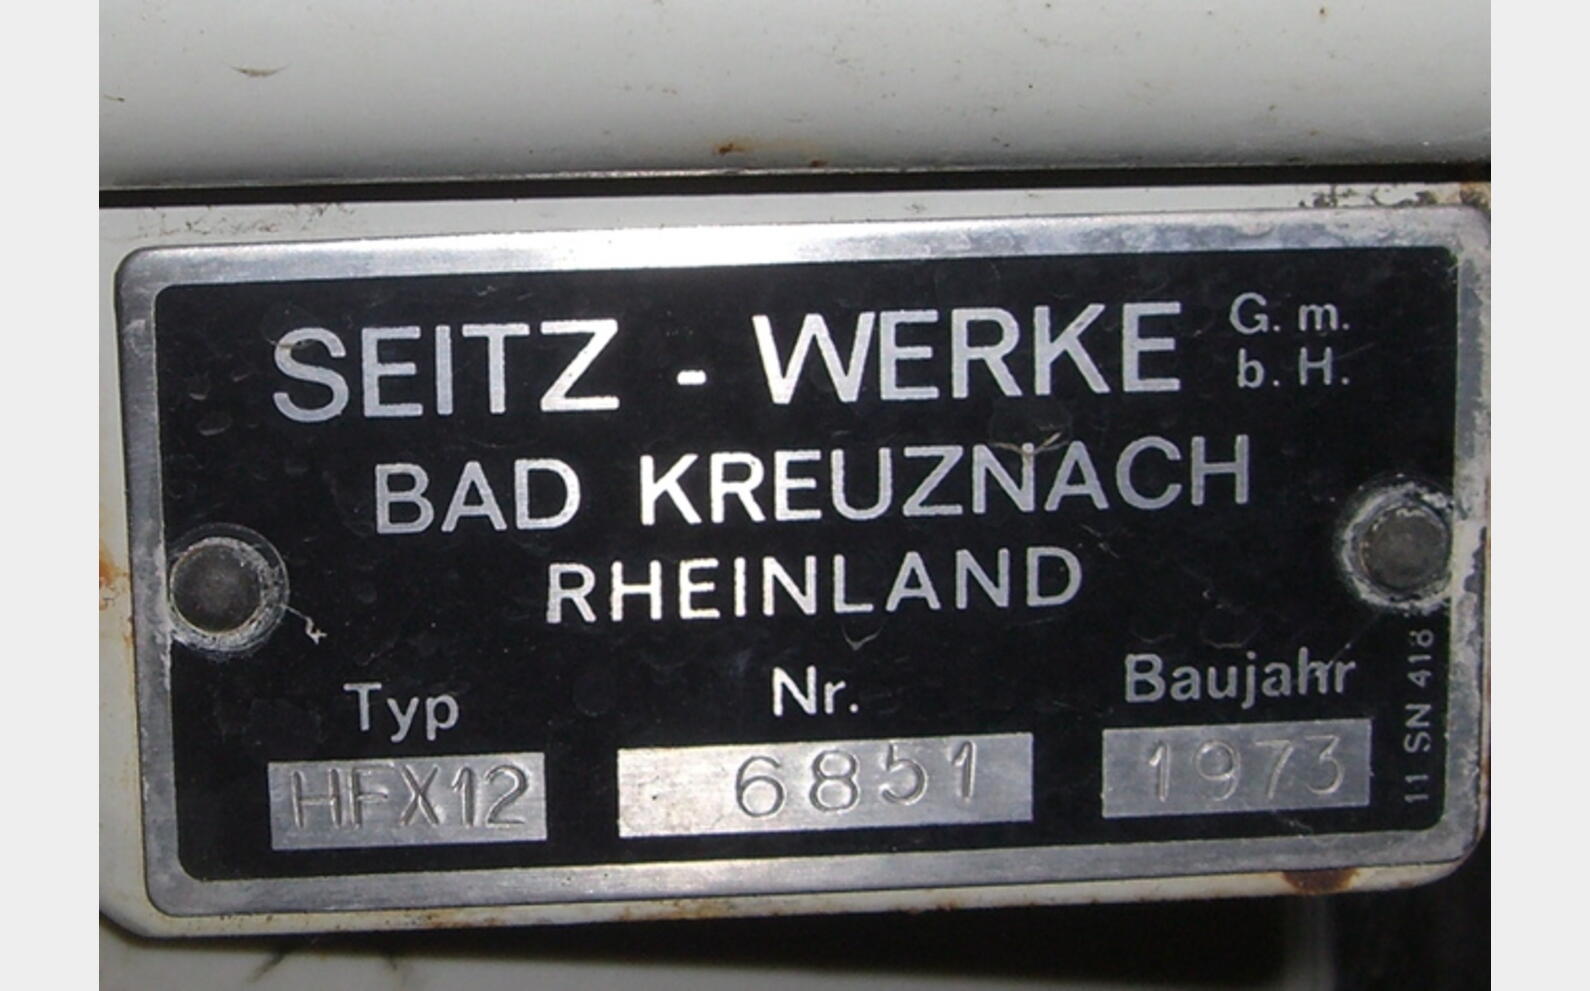 SEITZ - WERKE G. m. b. H.
BAD KREUZNACH
RHEINLAND
Typ Nr. Baujahr
HFX12 6851 1973
11 SN 418